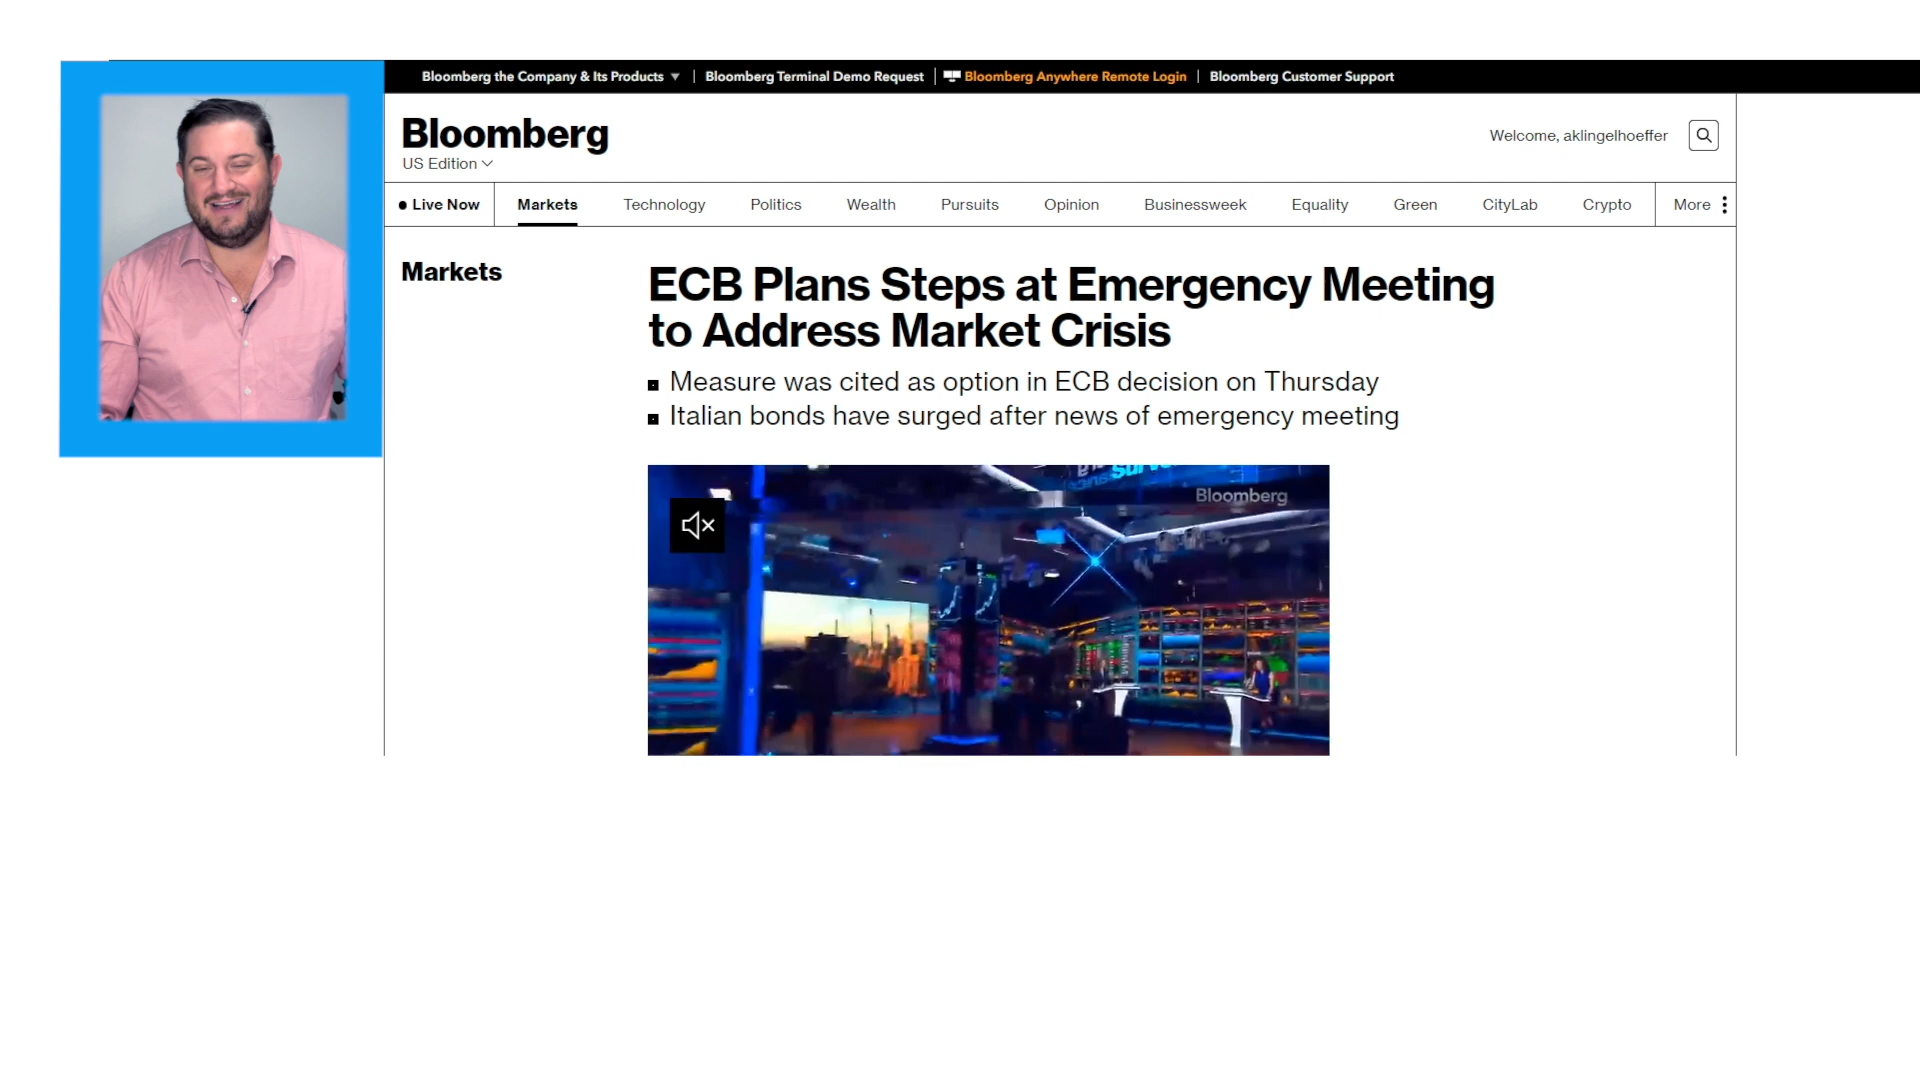 Bloomberg the Company & Its Products ▼ | Bloomberg Terminal Demo Request | Bloomberg Anywhere Remote Login | Bloomberg Customer Support
Bloomberg
US Edition
Welcome, aklingelhoeffer
Live Now
Markets
Technology
Politics
Wealth
Pursuits
Opinion
Businessweek
Equality
Green
CityLab
Crypto
More
Markets
ECB Plans Steps at Emergency Meeting
to Address Market Crisis
Measure was cited as option in ECB decision on Thursday
Italian bonds have surged after news of emergency meeting
Bloomberg